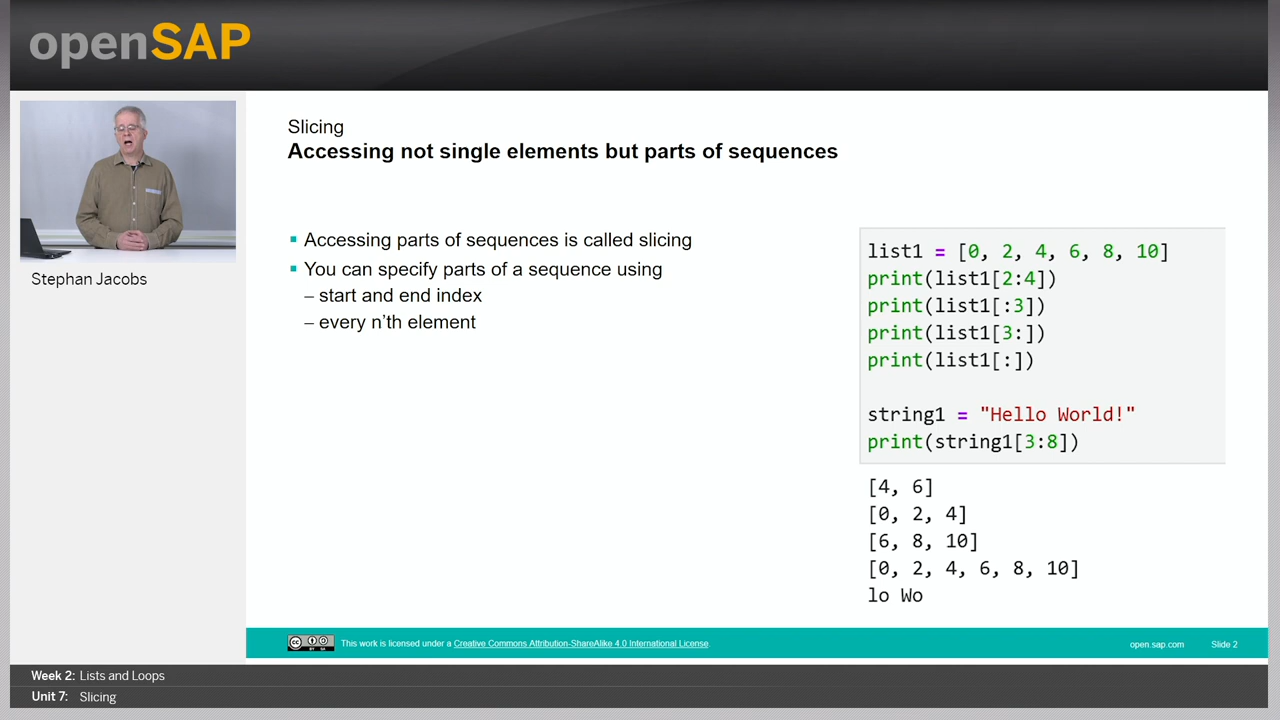 openSAP
Stephan Jacobs
Slicing
Accessing not single elements but parts of sequences
▪ Accessing parts of sequences is called slicing
▪ You can specify parts of a sequence using
– start and end index
– every n’th element
list1 = [0, 2, 4, 6, 8, 10]
print(list1[2:4])
print(list1[:3])
print(list1[3:])
print(list1[:])
string1 = "Hello World!"
print(string1[3:8])
[4, 6]
[0, 2, 4]
[6, 8, 10]
[0, 2, 4, 6, 8, 10]
lo Wo
cc BY SA This work is licensed under a Creative Commons Attribution-ShareAlike 4.0 International License. open.sap.com Slide 2
Week 2: Lists and Loops
Unit 7: Slicing